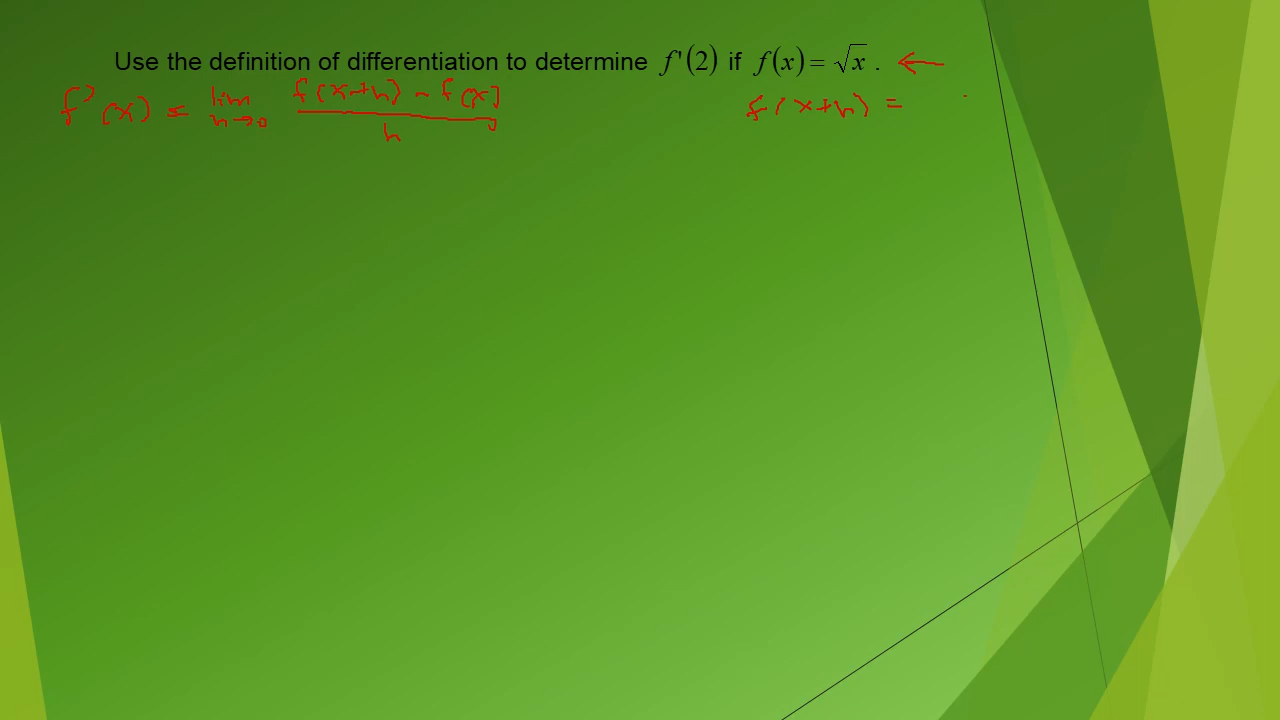 Use the definition of differentiation to determine f'(2) if f(x) = √x . ←
f'(x) = lim h→0 f(x+h) - f(x) / h
f(x+h) =